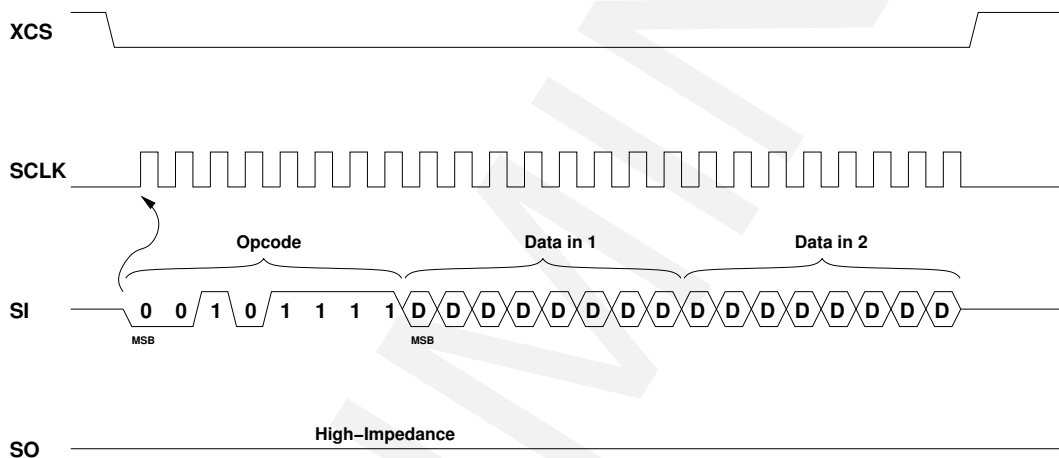 XCS
SCLK
Opcode Data in 1 Data in 2
SI 0 0 1 0 1 1 1 1 D D D D D D D D D D D D D D D D
MSB MSB
High−Impedance
SO